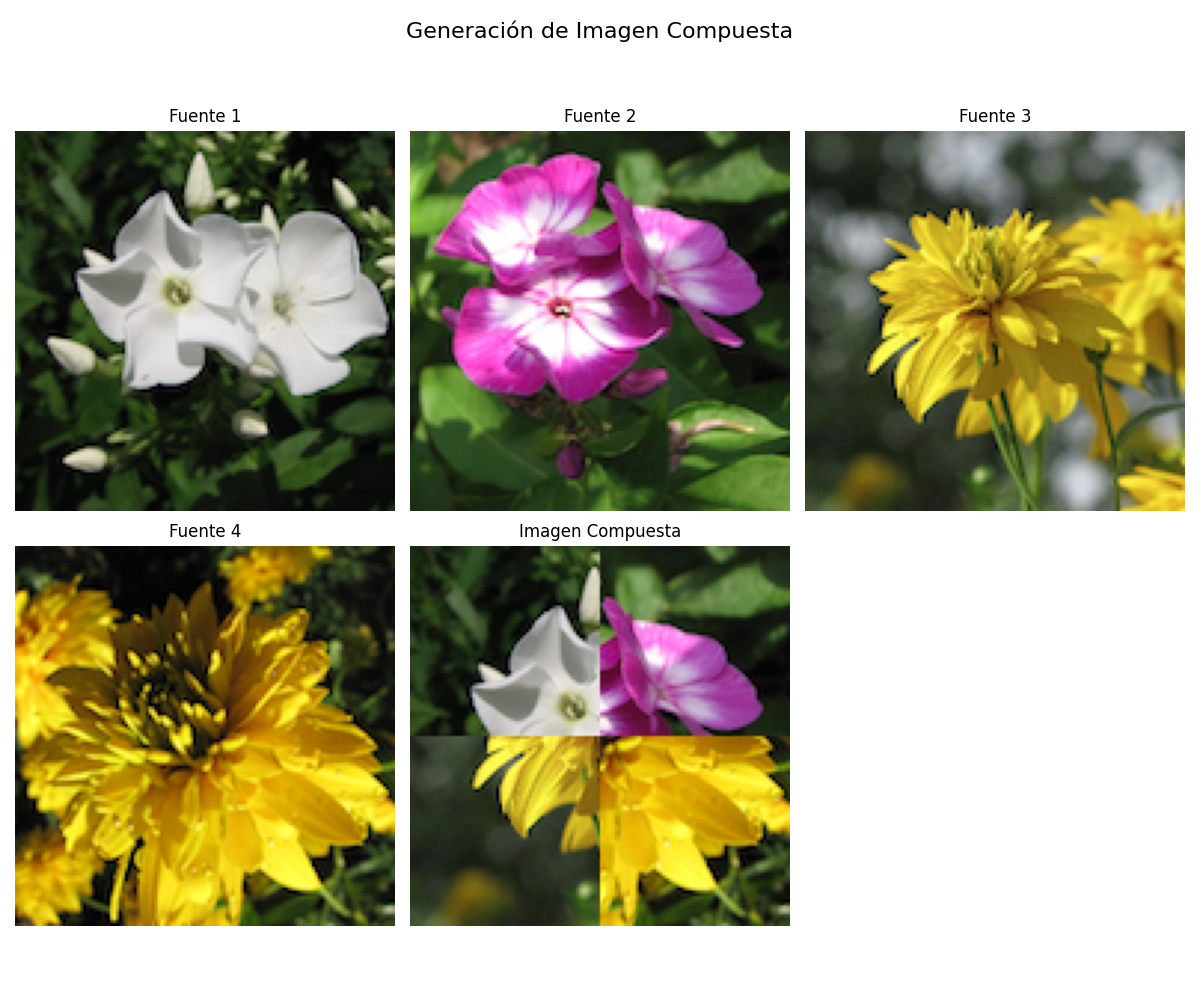 Generación de Imagen Compuesta
Fuente 1
Fuente 2
Fuente 3
Fuente 4
Imagen Compuesta